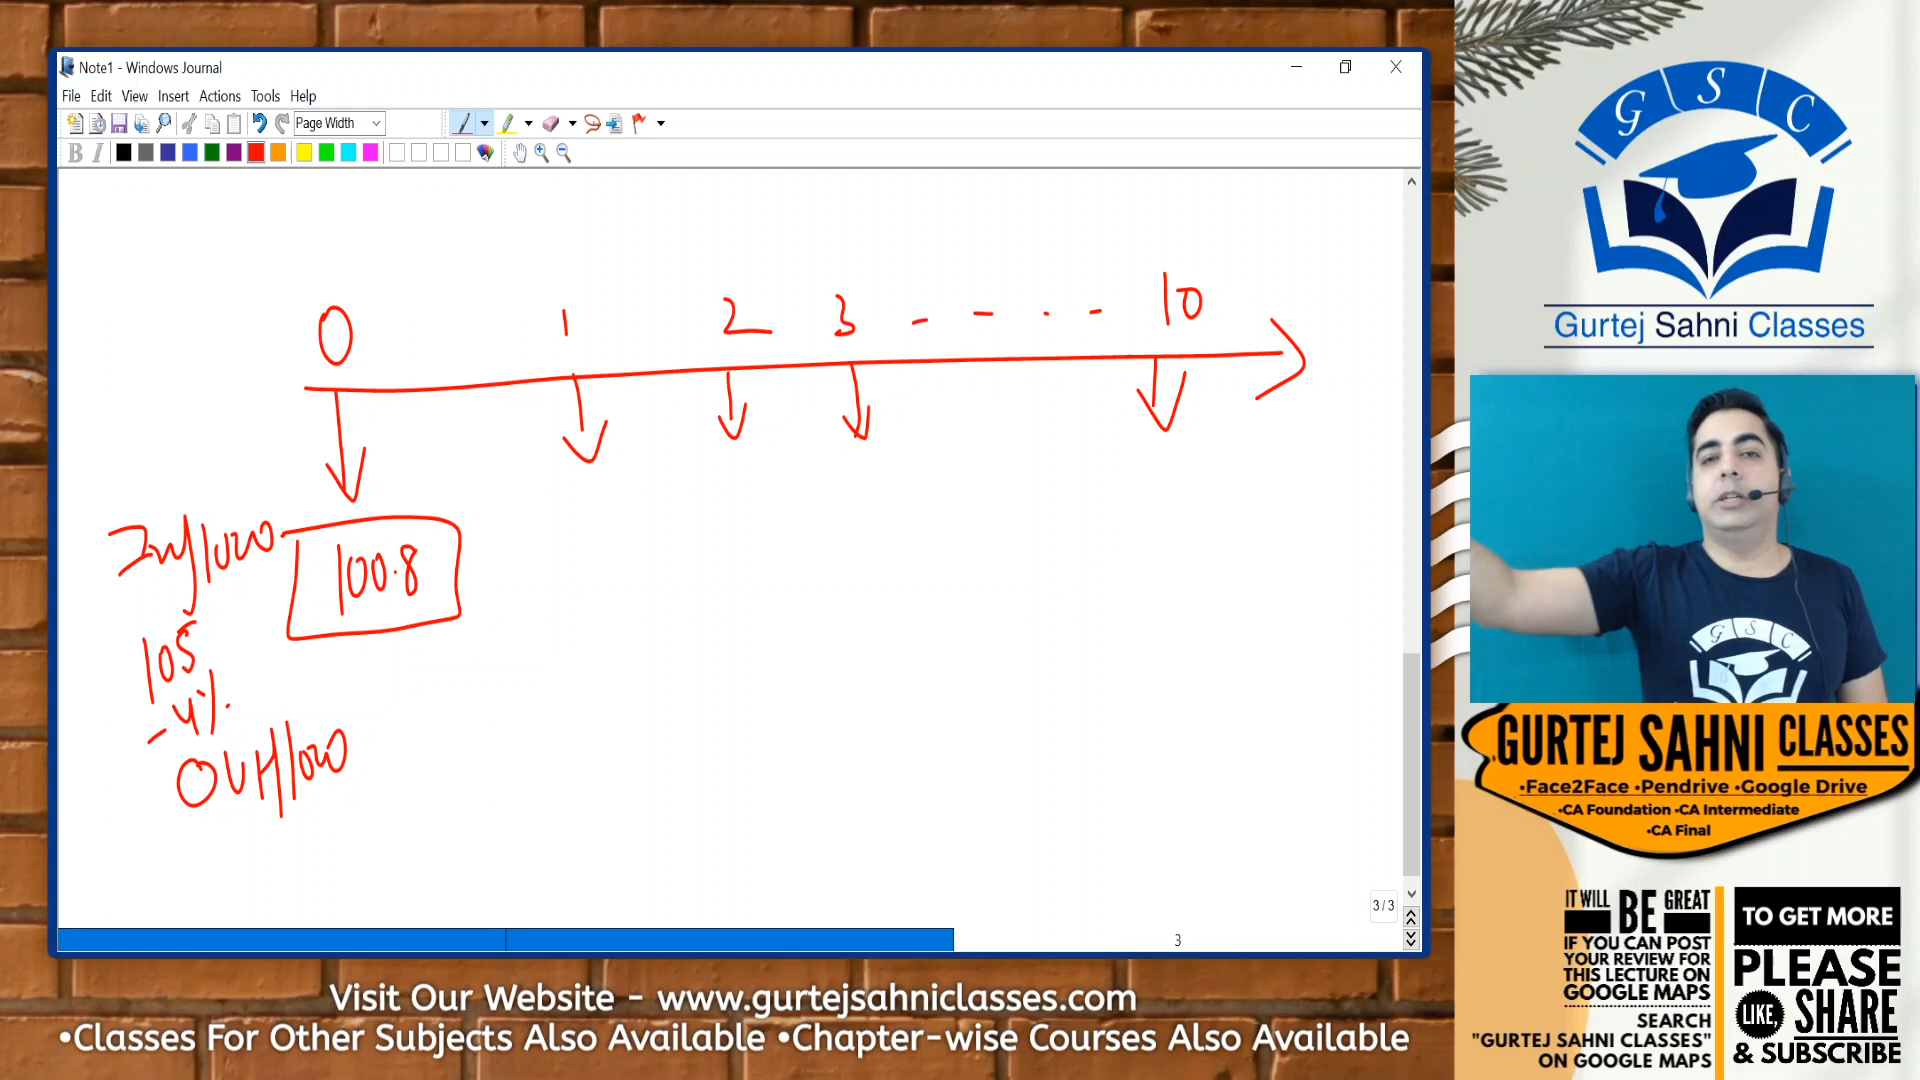 Note1 - Windows Journal
File Edit View Insert Actions Tools Help
Page Width
B I
0 1 2 3 - - · - 10
Inf/1000 100.8
105
- 4%
Out/1000
3 / 3
3
G S C
Gurtej Sahni Classes
G S C
GURTEJ SAHNI CLASSES
•Face2Face •Pendrive •Google Drive
•CA Foundation •CA Intermediate
•CA Final
IT WILL BE GREAT
IF YOU CAN POST
YOUR REVIEW FOR
THIS LECTURE ON
GOOGLE MAPS
SEARCH
"GURTEJ SAHNI CLASSES"
ON GOOGLE MAPS
TO GET MORE
PLEASE
LIKE, SHARE
& SUBSCRIBE
Visit Our Website - www.gurtejsahniclasses.com
•Classes For Other Subjects Also Available •Chapter-wise Courses Also Available